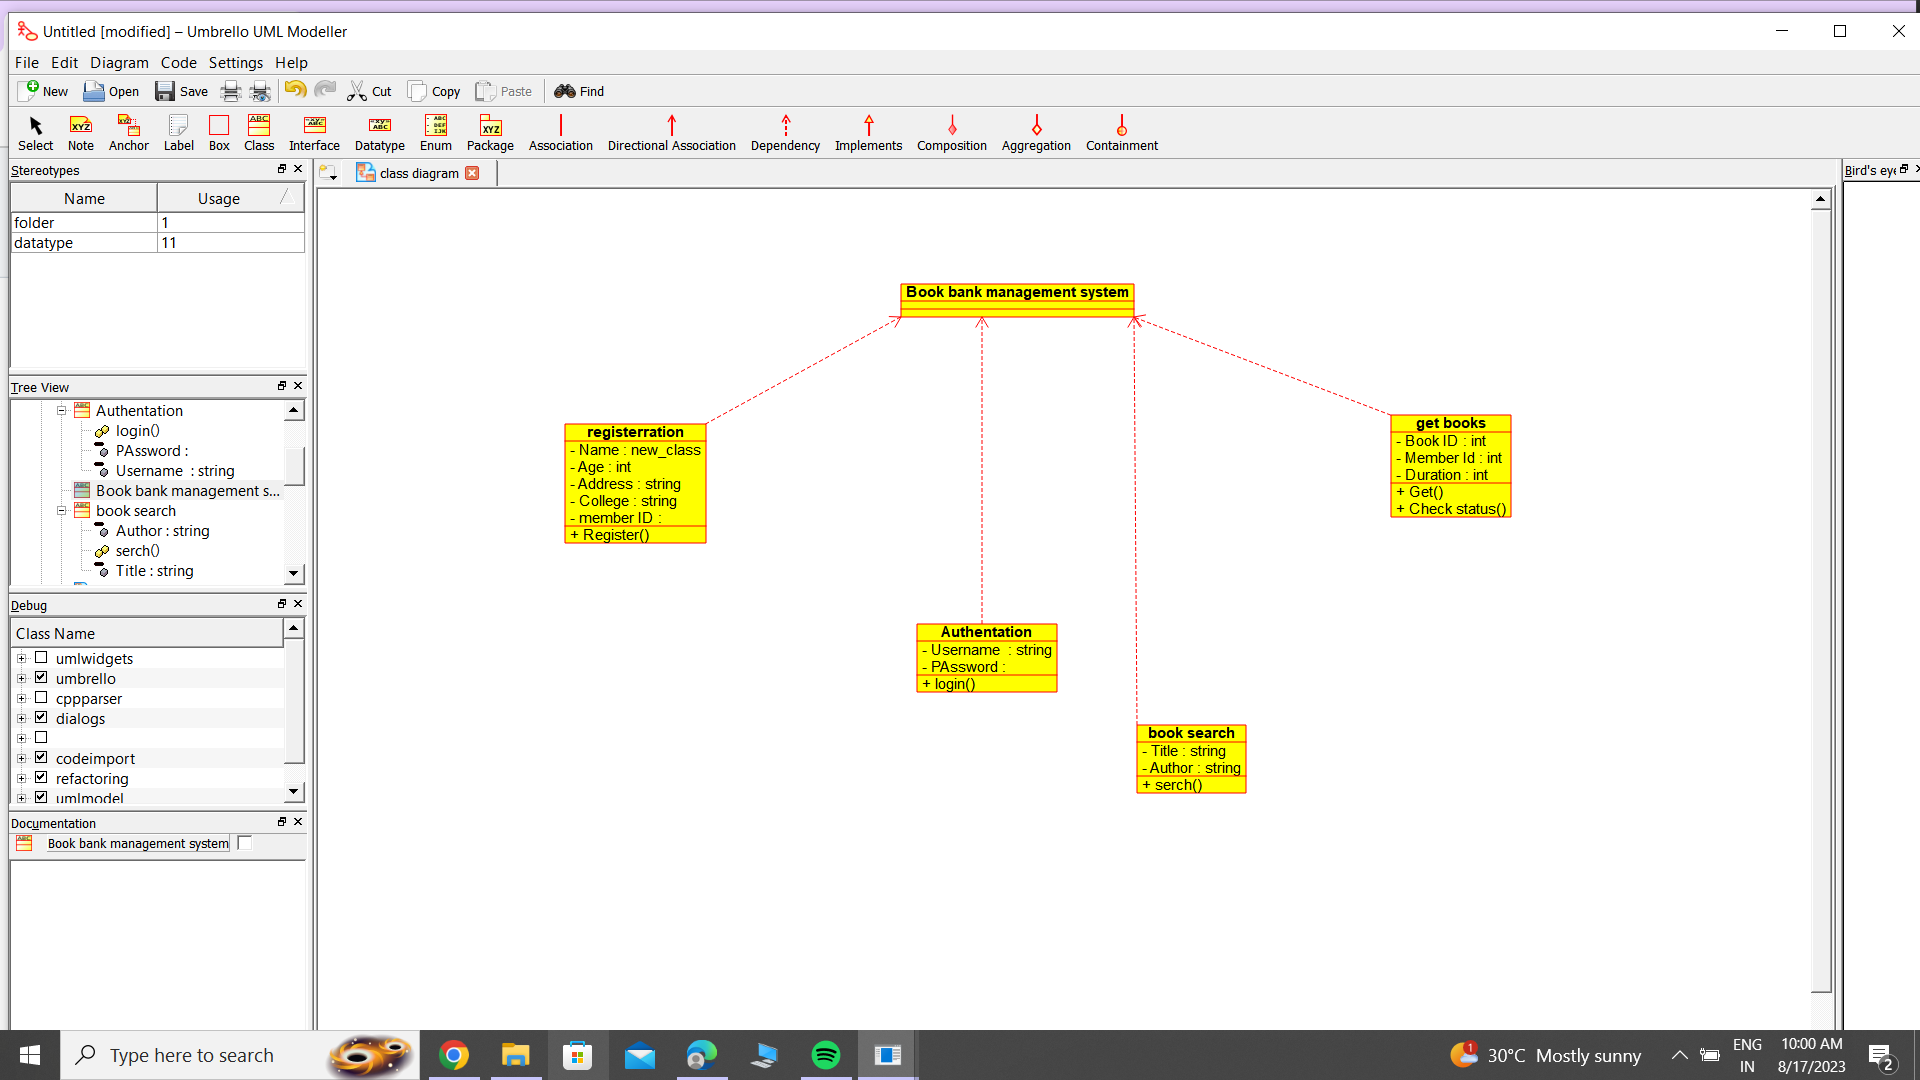 Untitled [modified] – Umbrello UML Modeller
File Edit Diagram Code Settings Help
New Open Save Cut Copy Paste Find
Select Note Anchor Label Box Class Interface Datatype Enum Package Association Directional Association Dependency Implements Composition Aggregation Containment
Stereotypes
Name Usage
folder 1
datatype 11
Tree View
Authentation
login()
PAssword :
Username : string
Book bank management s...
book search
Author : string
serch()
Title : string
Debug
Class Name
umlwidgets
umbrello
cppparser
dialogs
codeimport
refactoring
umlmodel
Documentation
Book bank management system
class diagram
Bird's eye
Book bank management system
registerration
- Name : new_class
- Age : int
- Address : string
- College : string
- member ID :
+ Register()
get books
- Book ID : int
- Member Id : int
- Duration : int
+ Get()
+ Check status()
Authentation
- Username : string
- PAssword :
+ login()
book search
- Title : string
- Author : string
+ serch()
Type here to search
1
30°C Mostly sunny
ENG
IN
10:00 AM
8/17/2023
2